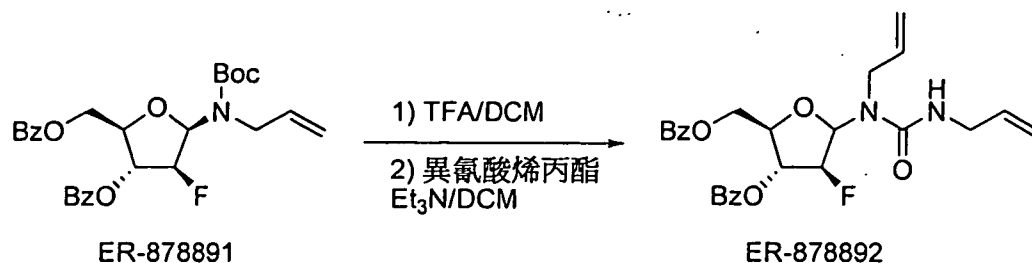 Boc
O
N
BzO
BzO
F
ER-878891
1) TFA/DCM
2) 異氰酸烯丙酯
Et₃N/DCM
O
N
H
N
O
BzO
BzO
F
ER-878892